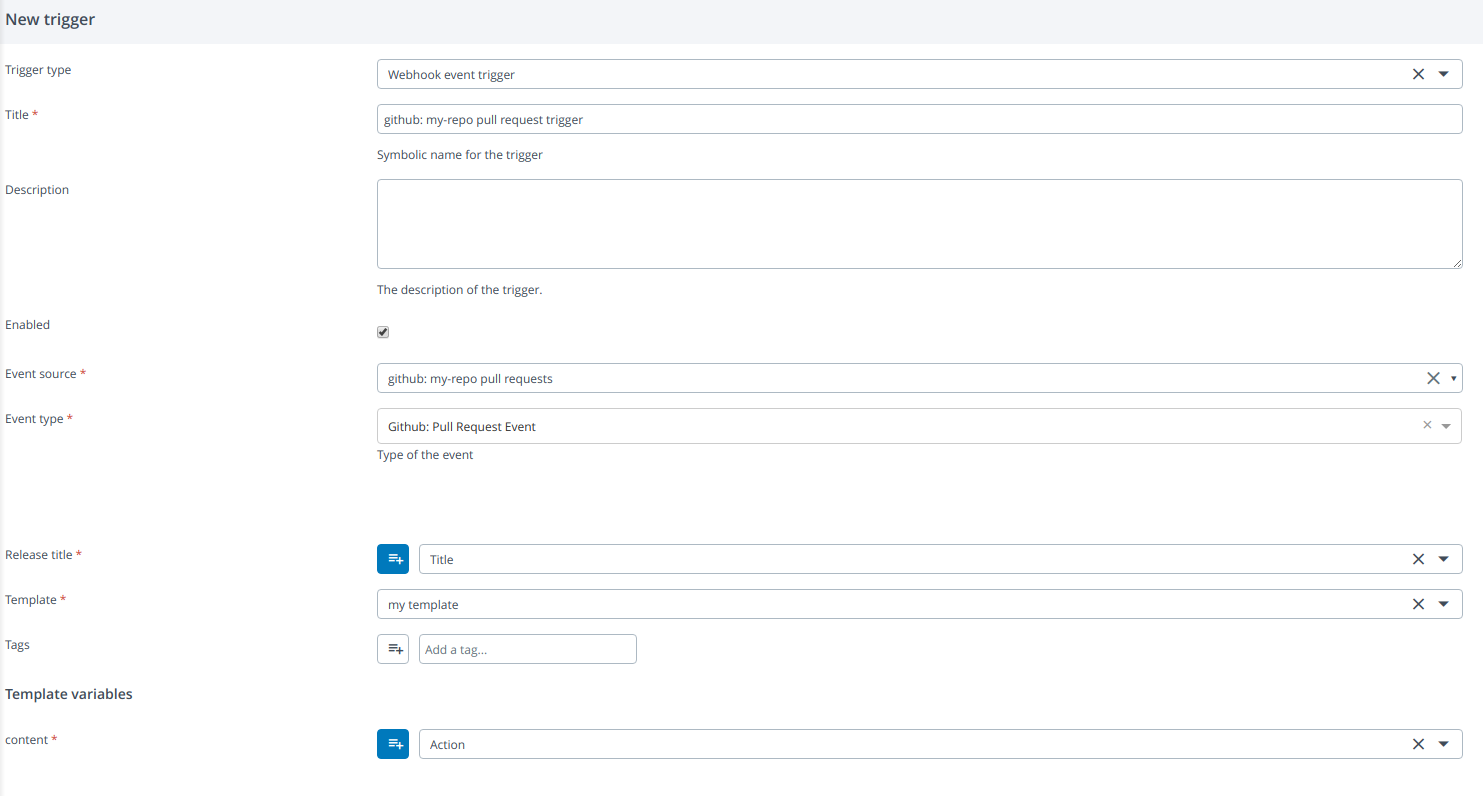 New trigger
Trigger type
Webhook event trigger
Title *
github: my-repo pull request trigger
Symbolic name for the trigger
Description
The description of the trigger.
Enabled
Event source *
github: my-repo pull requests
Event type *
Github: Pull Request Event
Type of the event
Release title *
Title
Template *
my template
Tags
Add a tag...
Template variables
content *
Action